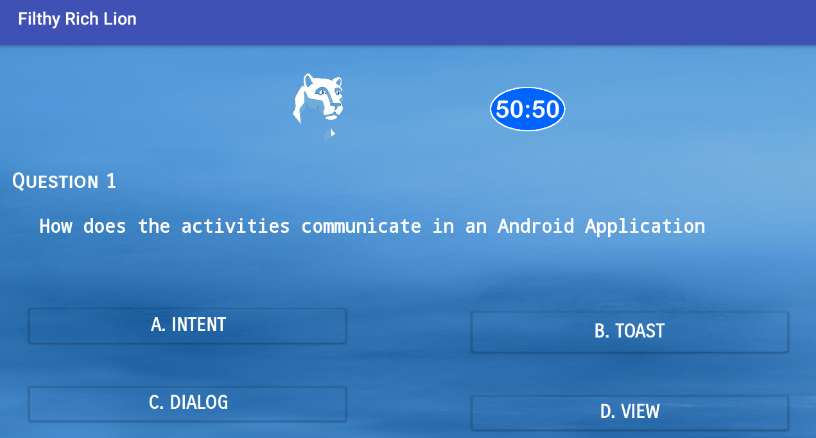 Filthy Rich Lion
50:50
QUESTION 1
How does the activities communicate in an Android Application
A. INTENT
B. TOAST
C. DIALOG
D. VIEW